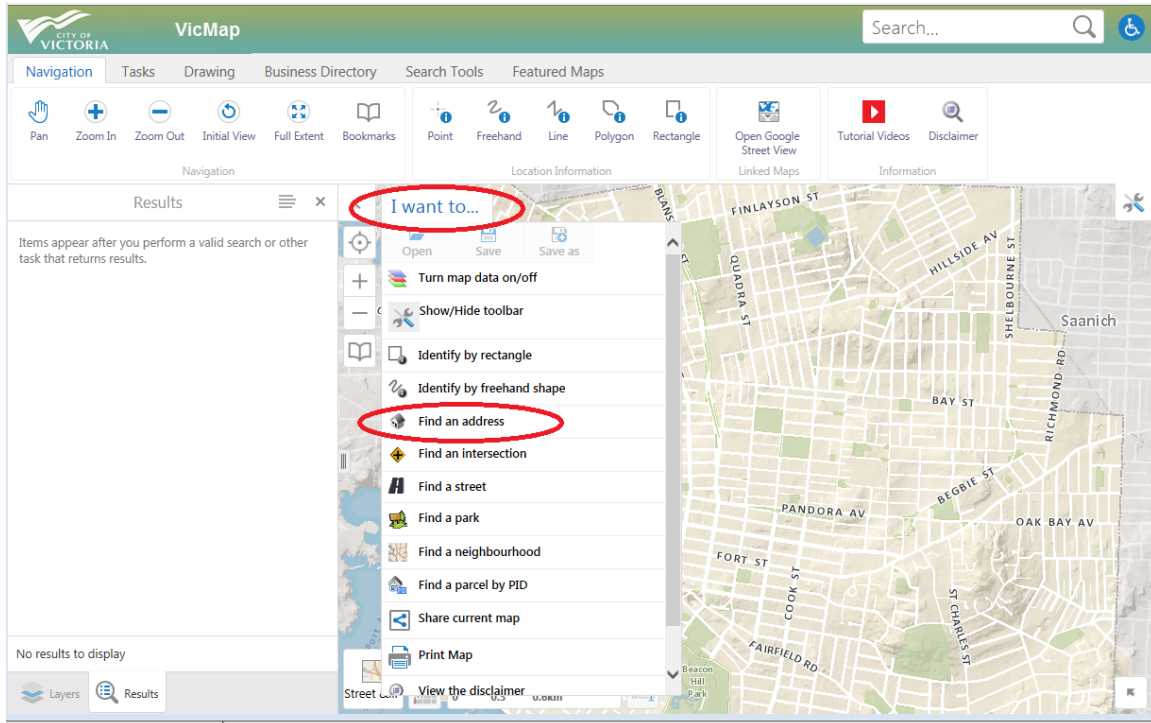 CITY OF
VICTORIA
VicMap
Search...
Navigation Tasks Drawing Business Directory Search Tools Featured Maps
Pan Zoom In Zoom Out Initial View Full Extent Bookmarks Point Freehand Line Polygon Rectangle Open Google Street View Tutorial Videos Disclaimer
Navigation Location Information Linked Maps Information
Results
Items appear after you perform a valid search or other
task that returns results.
I want to...
Open Save Save as
Turn map data on/off
Show/Hide toolbar
Identify by rectangle
Identify by freehand shape
Find an address
Find an intersection
Find a street
Find a park
Find a neighbourhood
Find a parcel by PID
Share current map
Print Map
View the disclaimer
FINLAYSON ST
HILLSIDE AV
QUADRA ST
SHELBOURNE ST
Saanich
RICHMOND RD
BAY ST
BEGBIE ST
PANDORA AV
OAK BAY AV
FORT ST
COOK ST
ST CHARLES ST
FAIRFIELD RD
Beacon
Hill
Park
No results to display
Layers Results
Street
0 0.3 0.6km